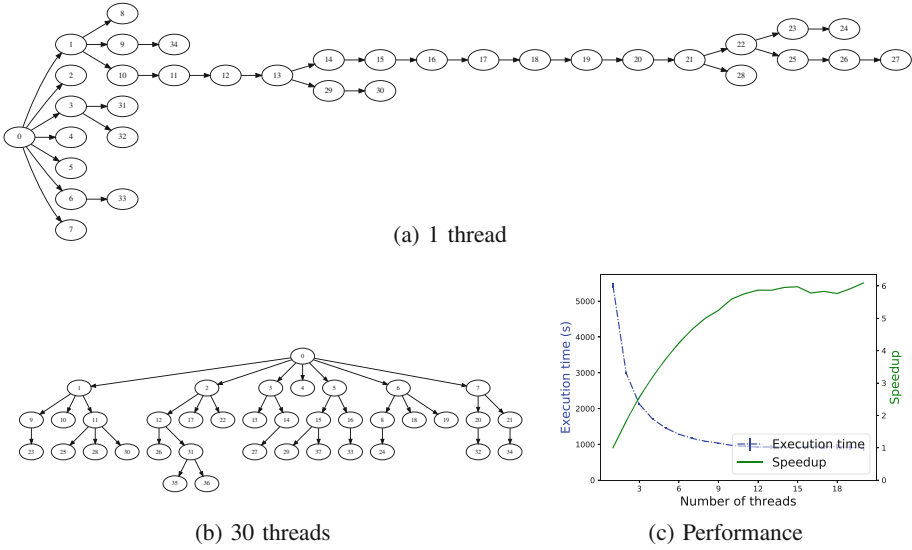 8
1 9 34
2 10 11 12 13 14 15 16 17 18 19 20 21 22 23 24
25 26 27
28
29 30
3 31
0 4 32
5
6 33
7
(a) 1 thread
0
1 2 3 4 5 6 7
9 10 11 12 17 22 13 14 15 16 8 18 19 20 21
23 25 28 30 26 31 27 29 37 33 24 32 34
35 36
(b) 30 threads
Execution time (s)
5000
4000
3000
2000
1000
0
6
5
4
3
2
1
0
Speedup
Execution time
Speedup
3 6 9 12 15 18
Number of threads
(c) Performance